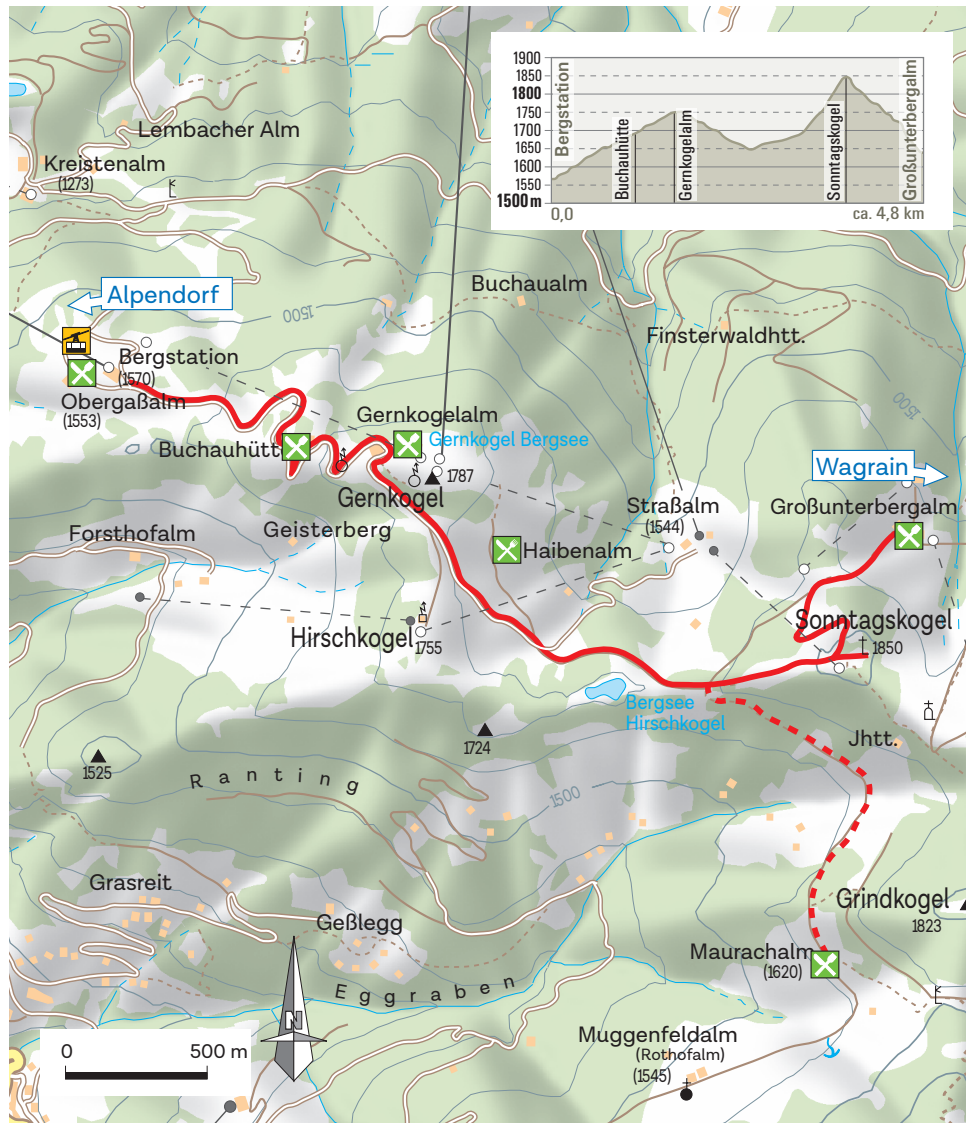 1900
1850
1800
1750
1700
1650
1600
1550
1500 m
Bergstation
Buchauhütte
Gernkogelalm
Sonntagskogel
Großunterbergalm
0,0
ca. 4,8 km
Lembacher Alm
Kreistenalm
(1273)
Alpendorf
1500
Buchaualm
Finsterwaldhtt.
Bergstation
(1570)
Obergaßalm
(1553)
1500
Gernkogelalm
Gernkogel Bergsee
Buchauhütt
1787
Gernkogel
Wagrain
Großunterbergalm
Straßalm
(1544)
Geisterberg
Forsthofalm
Haibenalm
Sonntagskogel
1850
Hirschkogel
1755
Bergsee
Hirschkogel
1724
Jhtt.
1525
Ranting
1500
Grasreit
Geßlegg
Grindkogel
1823
Maurachalm
(1620)
Eggraben
N
Muggenfeldalm
(Rothofalm)
(1545)
0
500 m